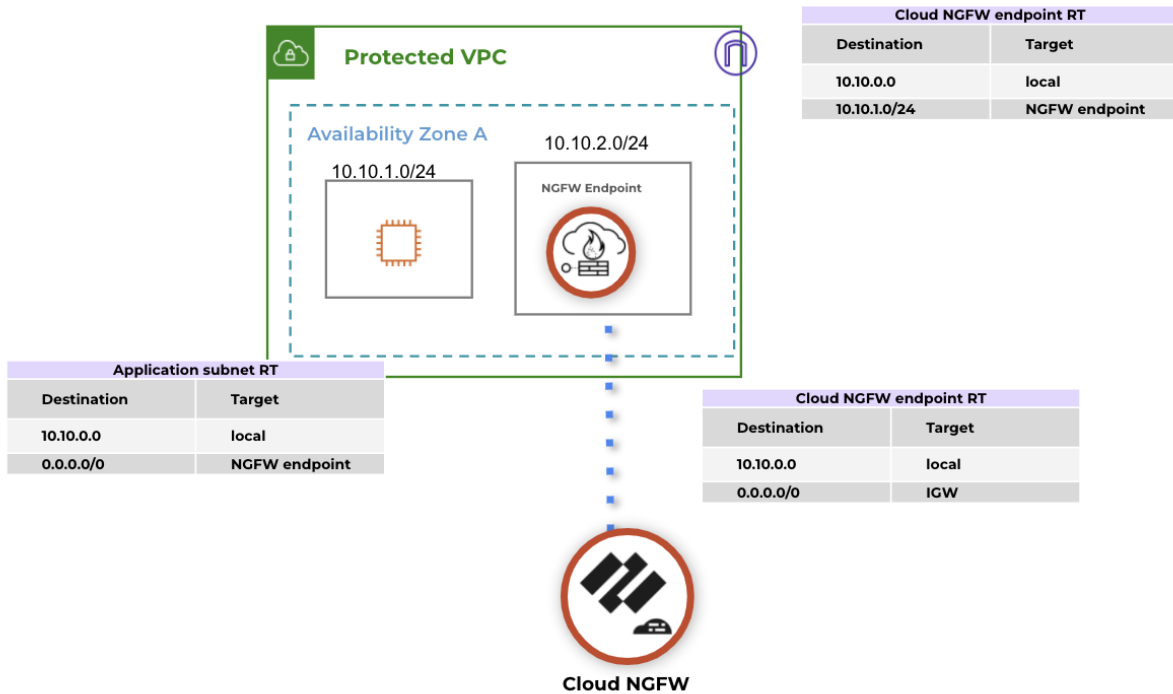 Cloud NGFW endpoint RT
Destination Target
10.10.0.0 local
10.10.1.0/24 NGFW endpoint
Protected VPC
Availability Zone A
10.10.1.0/24
10.10.2.0/24
NGFW Endpoint
Application subnet RT
Destination Target
10.10.0.0 local
0.0.0.0/0 NGFW endpoint
Cloud NGFW endpoint RT
Destination Target
10.10.0.0 local
0.0.0.0/0 IGW
Cloud NGFW